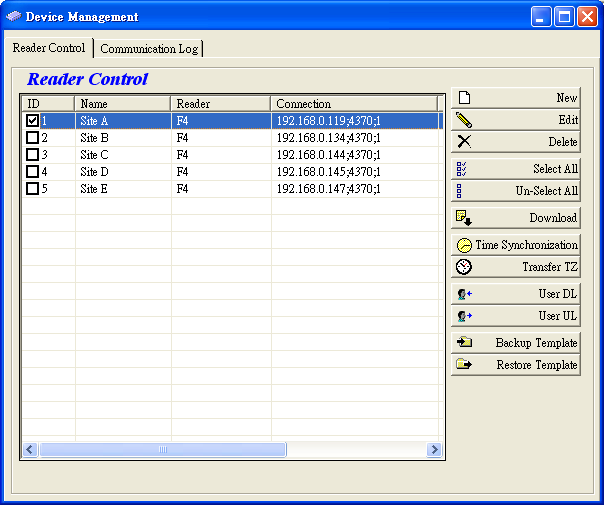 Device Management
Reader Control Communication Log
Reader Control
ID Name Reader Connection
1 Site A F4 192.168.0.119;4370;1
2 Site B F4 192.168.0.134;4370;1
3 Site C F4 192.168.0.144;4370;1
4 Site D F4 192.168.0.145;4370;1
5 Site E F4 192.168.0.147;4370;1
New
Edit
Delete
Select All
Un-Select All
Download
Time Synchronization
Transfer TZ
User DL
User UL
Backup Template
Restore Template